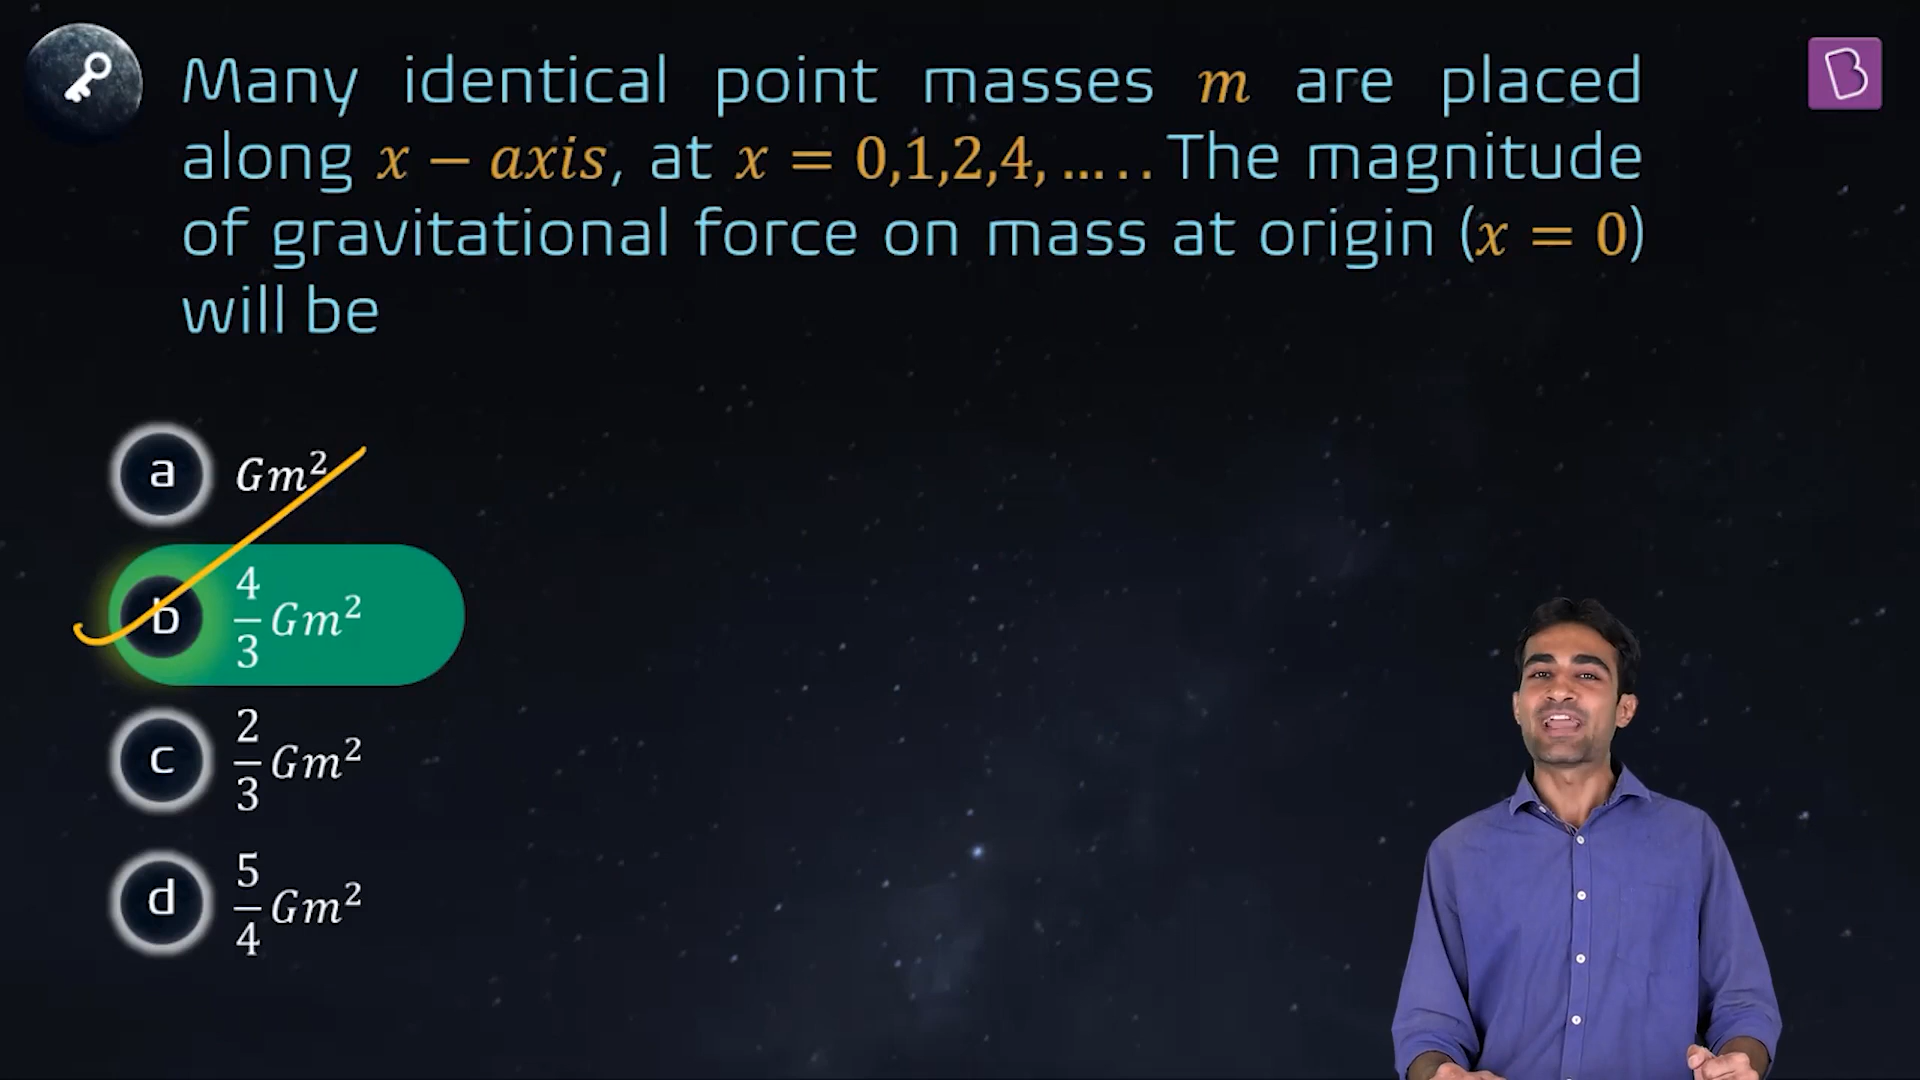 Many identical point masses m are placed
along x − axis, at x = 0,1,2,4, ….. The magnitude
of gravitational force on mass at origin (x = 0)
will be
a Gm²
b 4/3 Gm²
c 2/3 Gm²
d 5/4 Gm²
B